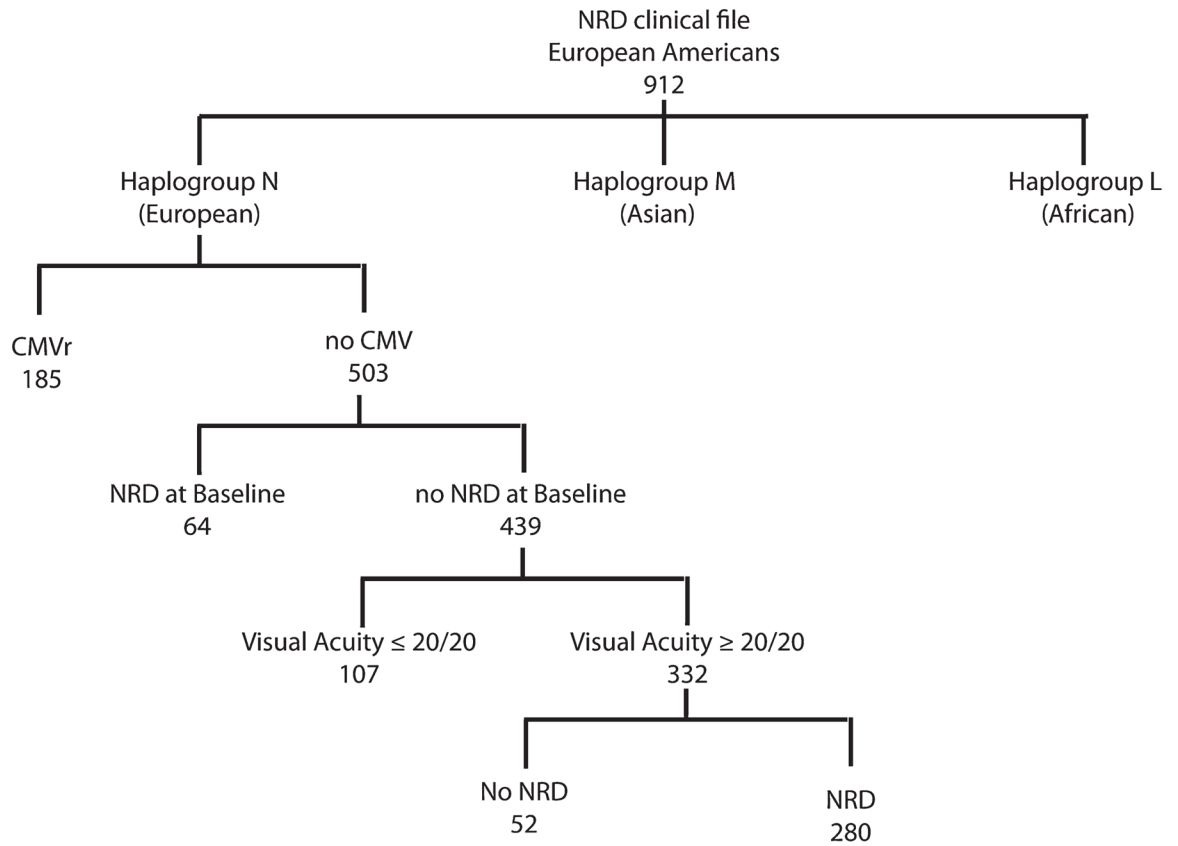 NRD clinical file
European Americans
912
Haplogroup N
(European)
Haplogroup M
(Asian)
Haplogroup L
(African)
CMVr
185
no CMV
503
NRD at Baseline
64
no NRD at Baseline
439
Visual Acuity ≤ 20/20
107
Visual Acuity ≥ 20/20
332
No NRD
52
NRD
280